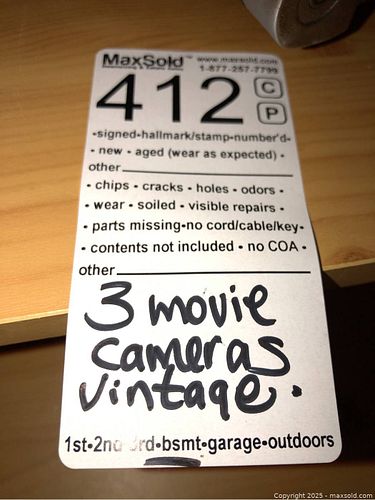 MaxSold™ www.maxsold.com
1-877-257-7799
412 C
P
•signed•hallmark/stamp•number'd•
• new • aged (wear as expected) •
other
• chips • cracks • holes • odors •
• wear • soiled • visible repairs •
• parts missing•no cord/cable/key•
• contents not included • no COA •
other
3 movie
cameras
vintage.
1st•2nd 3rd•bsmt•garage•outdoors
Copyright 2025 - maxsold.com